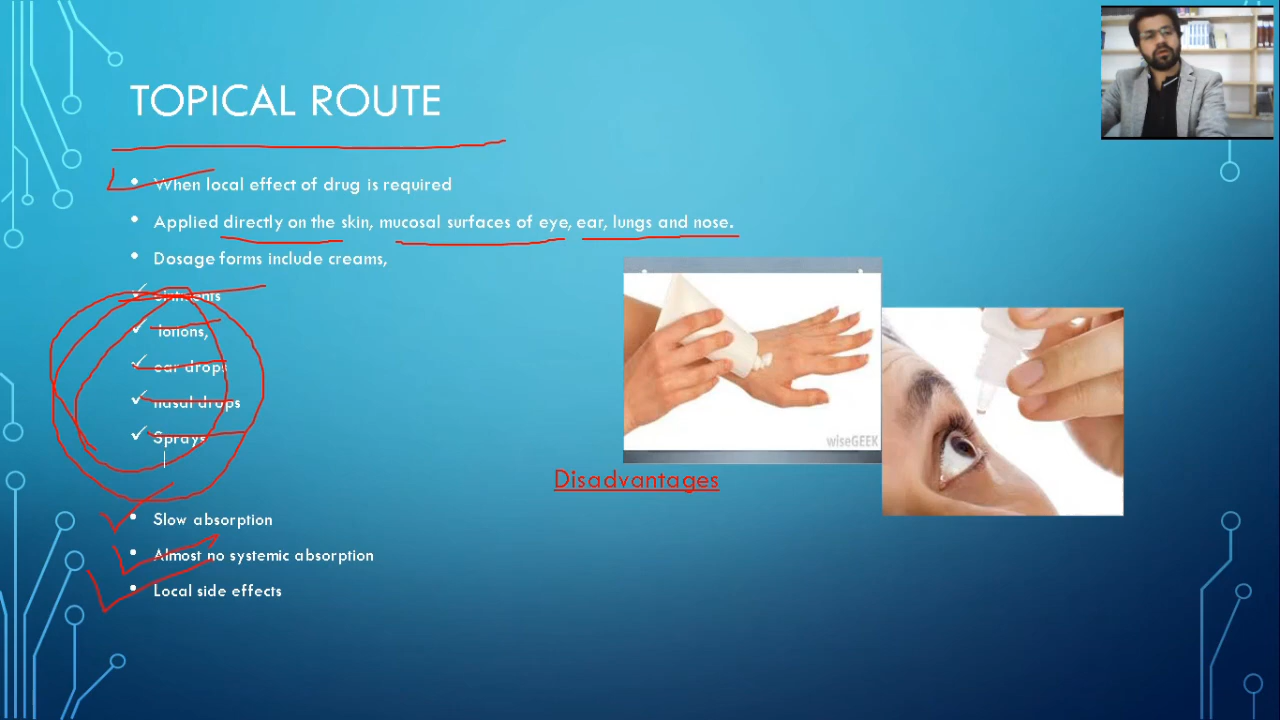 TOPICAL ROUTE
• When local effect of drug is required
• Applied directly on the skin, mucosal surfaces of eye, ear, lungs and nose.
• Dosage forms include creams,
✓ ointments
✓ lotions,
✓ ear drops
✓ nasal drops
✓ Sprays
wiseGEEK
Disadvantages
• Slow absorption
• Almost no systemic absorption
• Local side effects